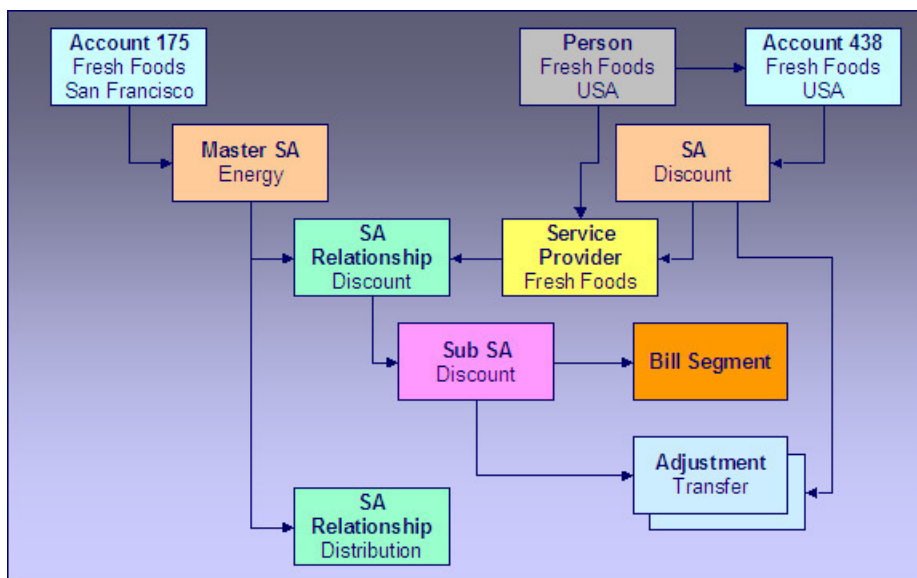 Account 175
Fresh Foods
San Francisco
Person
Fresh Foods
USA
Account 438
Fresh Foods
USA
Master SA
Energy
SA
Discount
SA
Relationship
Discount
Service
Provider
Fresh Foods
Sub SA
Discount
Bill Segment
Adjustment
Transfer
SA
Relationship
Distribution